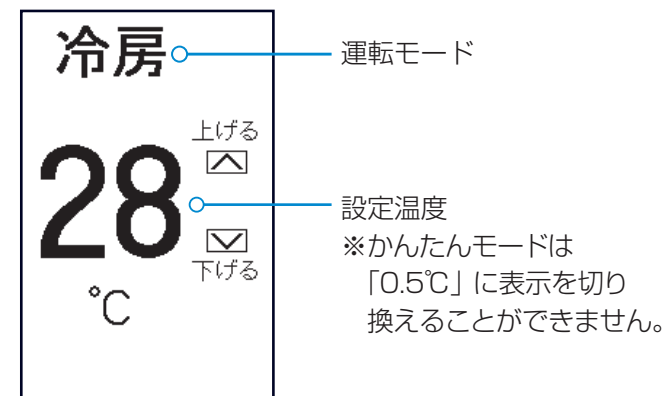 冷房
運転モード
上げる
28
設定温度
※かんたんモードは
「0.5℃」に表示を切り
換えることができません。
下げる
℃